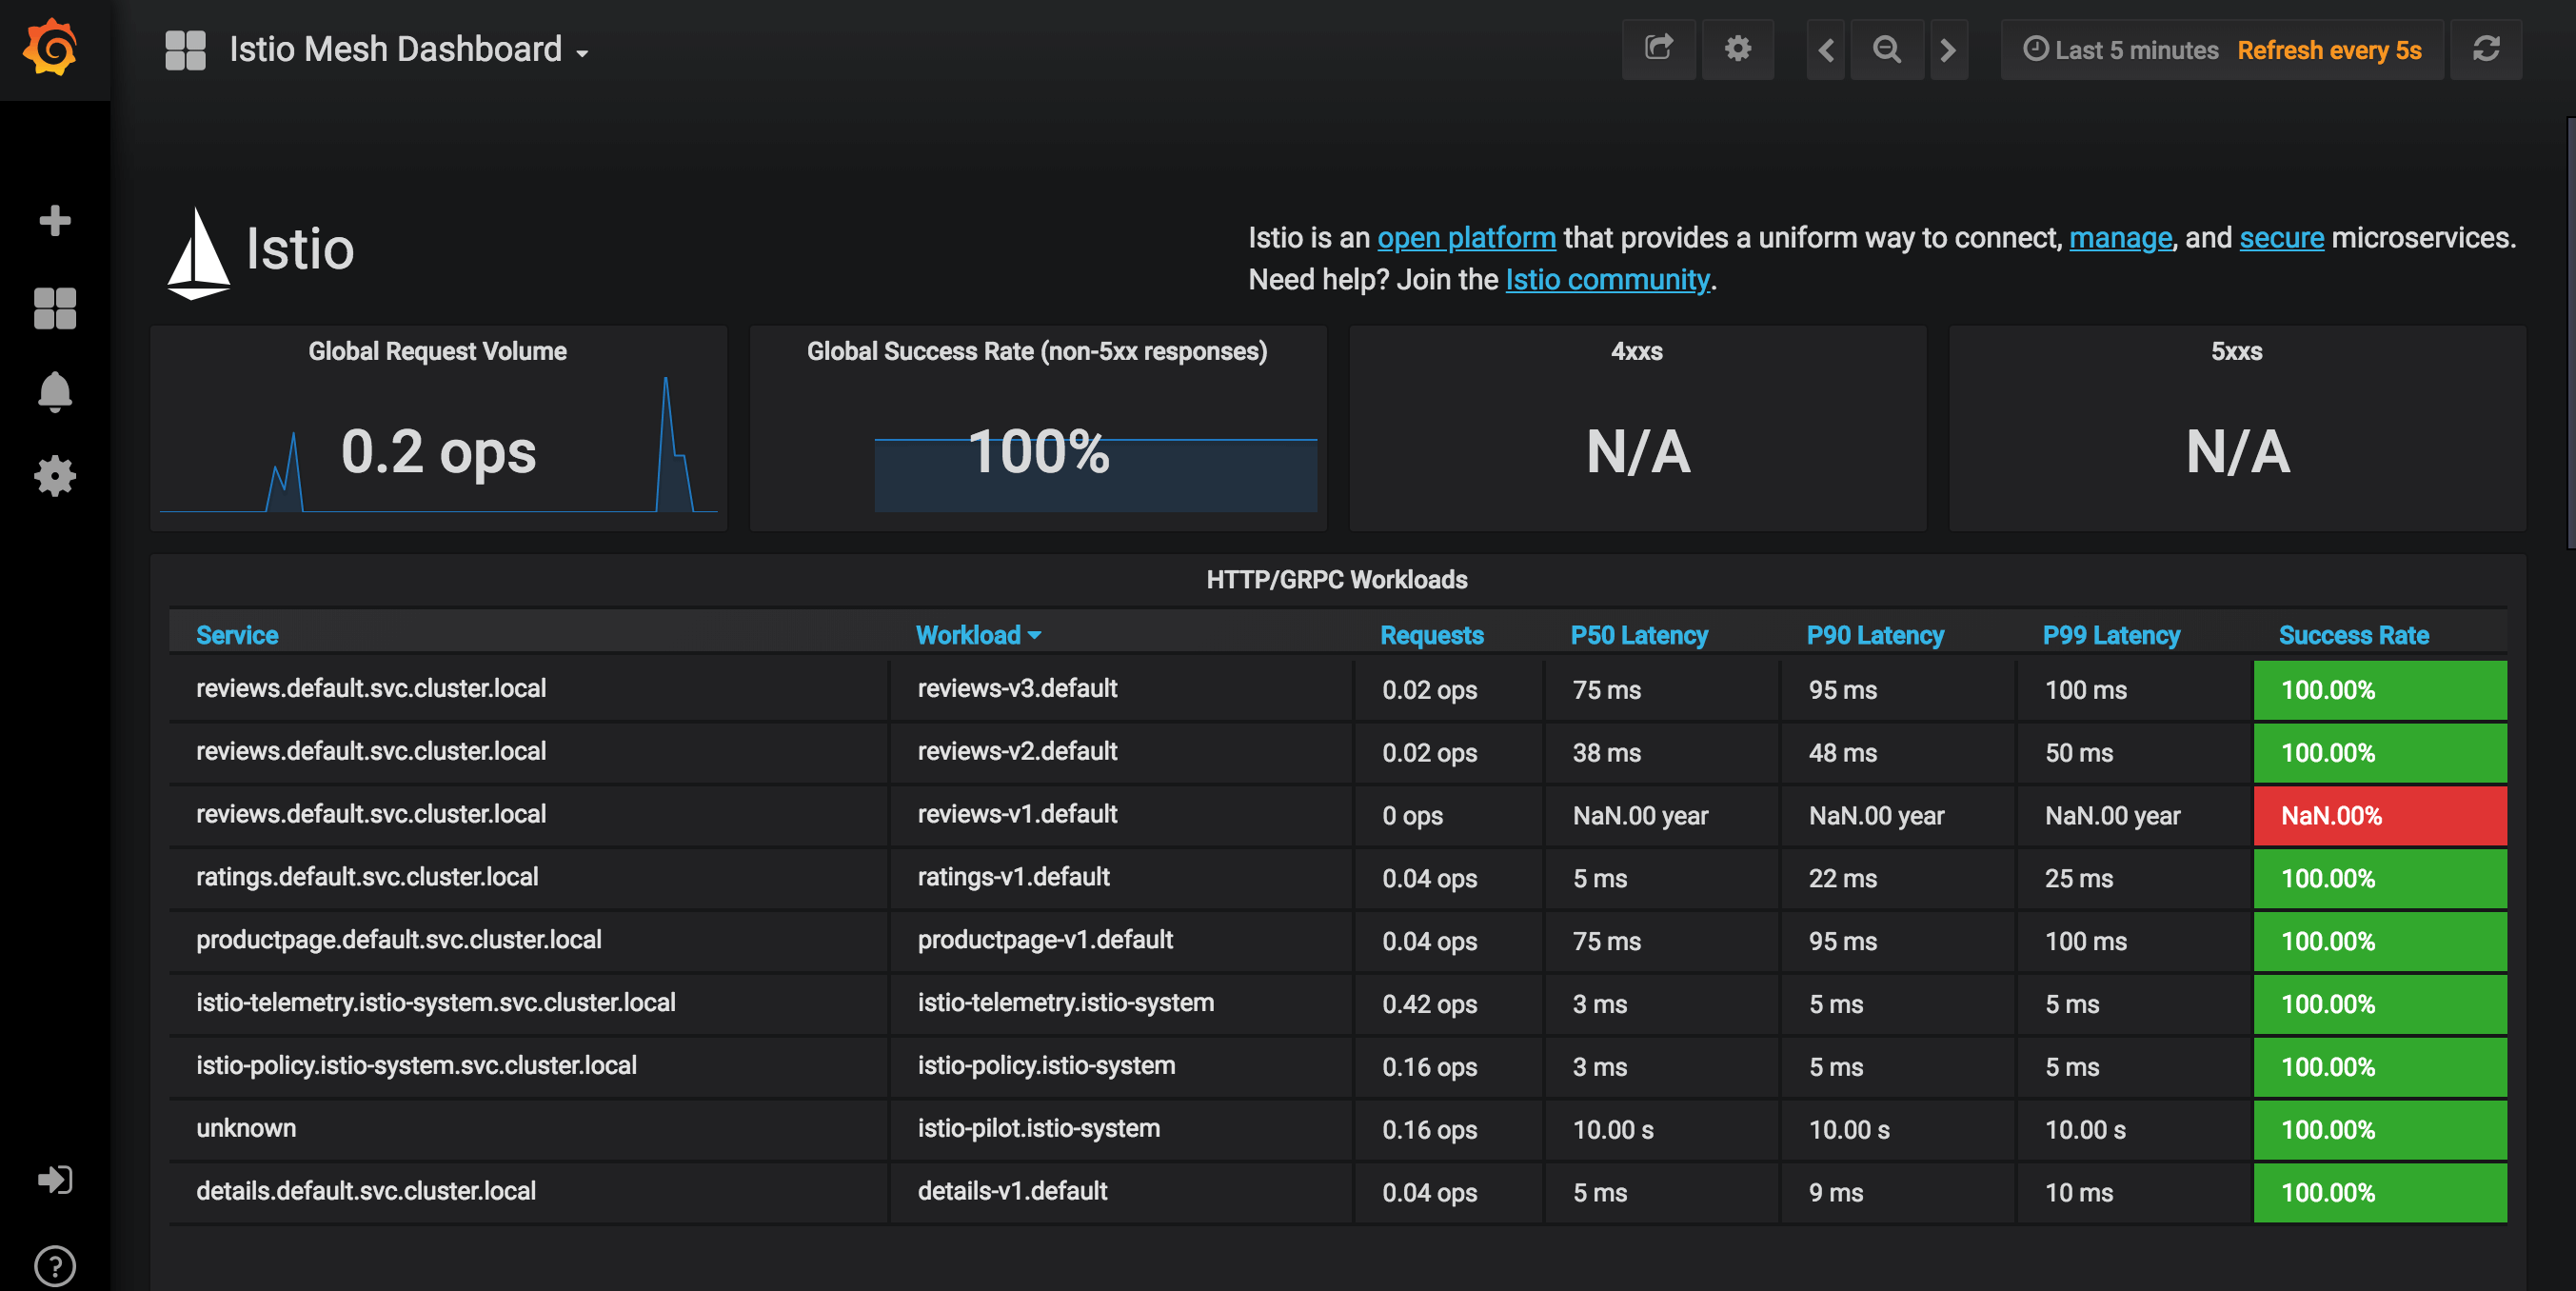 Istio Mesh Dashboard
Last 5 minutes Refresh every 5s
Istio
Istio is an open platform that provides a uniform way to connect, manage, and secure microservices.
Need help? Join the Istio community.
Global Request Volume
0.2 ops
Global Success Rate (non-5xx responses)
100%
4xxs
N/A
5xxs
N/A
HTTP/GRPC Workloads
Service Workload Requests P50 Latency P90 Latency P99 Latency Success Rate
reviews.default.svc.cluster.local reviews-v3.default 0.02 ops 75 ms 95 ms 100 ms 100.00%
reviews.default.svc.cluster.local reviews-v2.default 0.02 ops 38 ms 48 ms 50 ms 100.00%
reviews.default.svc.cluster.local reviews-v1.default 0 ops NaN.00 year NaN.00 year NaN.00 year NaN.00%
ratings.default.svc.cluster.local ratings-v1.default 0.04 ops 5 ms 22 ms 25 ms 100.00%
productpage.default.svc.cluster.local productpage-v1.default 0.04 ops 75 ms 95 ms 100 ms 100.00%
istio-telemetry.istio-system.svc.cluster.local istio-telemetry.istio-system 0.42 ops 3 ms 5 ms 5 ms 100.00%
istio-policy.istio-system.svc.cluster.local istio-policy.istio-system 0.16 ops 3 ms 5 ms 5 ms 100.00%
unknown istio-pilot.istio-system 0.16 ops 10.00 s 10.00 s 10.00 s 100.00%
details.default.svc.cluster.local details-v1.default 0.04 ops 5 ms 9 ms 10 ms 100.00%